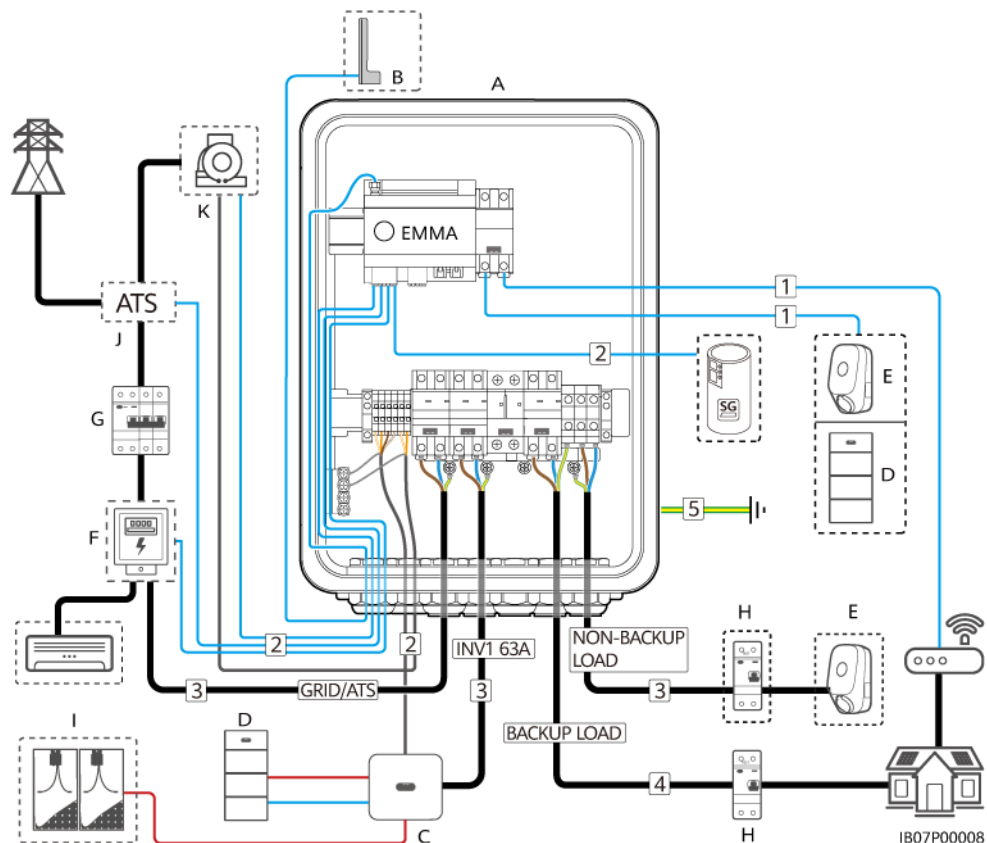 B
A
K
EMMA
1
1
ATS
J
2
E
SG
G
D
5
F
2
2
INV1 63A
NON-BACKUP
LOAD
H
E
3
GRID/ATS
3
3
I
D
BACKUP LOAD
4
C
H
IB07P00008